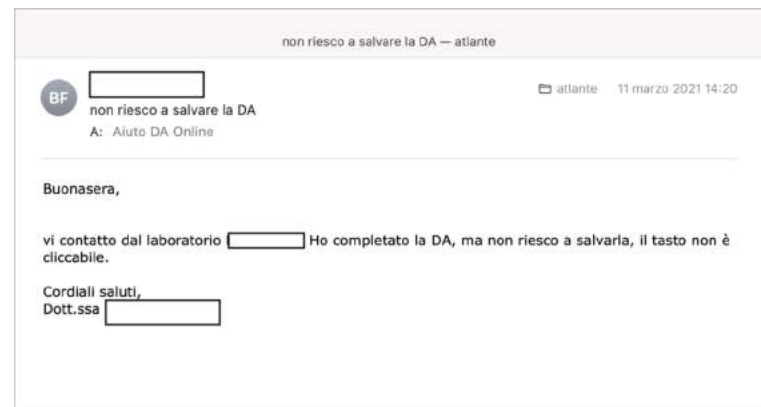 non riesco a salvare la DA — atlante
BF
atlante 11 marzo 2021 14:20
non riesco a salvare la DA
A: Aiuto DA Online
Buonasera,
vi contatto dal laboratorio Ho completato la DA, ma non riesco a salvarla, il tasto non è
cliccabile.
Cordiali saluti,
Dott.ssa